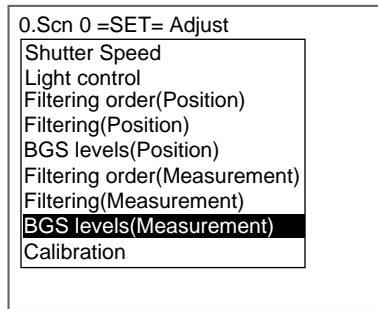 0.Scn 0 =SET= Adjust
Shutter Speed
Light control
Filtering order(Position)
Filtering(Position)
BGS levels(Position)
Filtering order(Measurement)
Filtering(Measurement)
BGS levels(Measurement)
Calibration